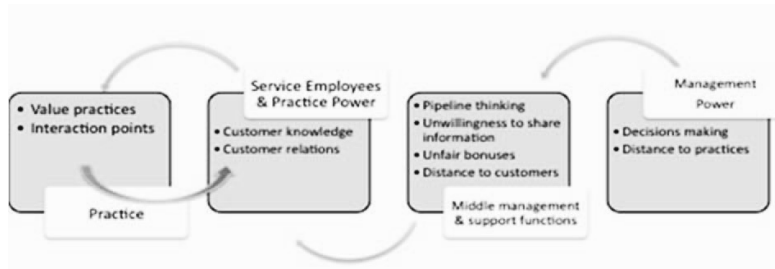 • Value practices
• Interaction points
Practice
Service Employees
& Practice Power
• Customer knowledge
• Customer relations
• Pipeline thinking
• Unwillingness to share
information
• Unfair bonuses
• Distance to customers
Middle management
& support functions
Management
Power
• Decisions making
• Distance to practices